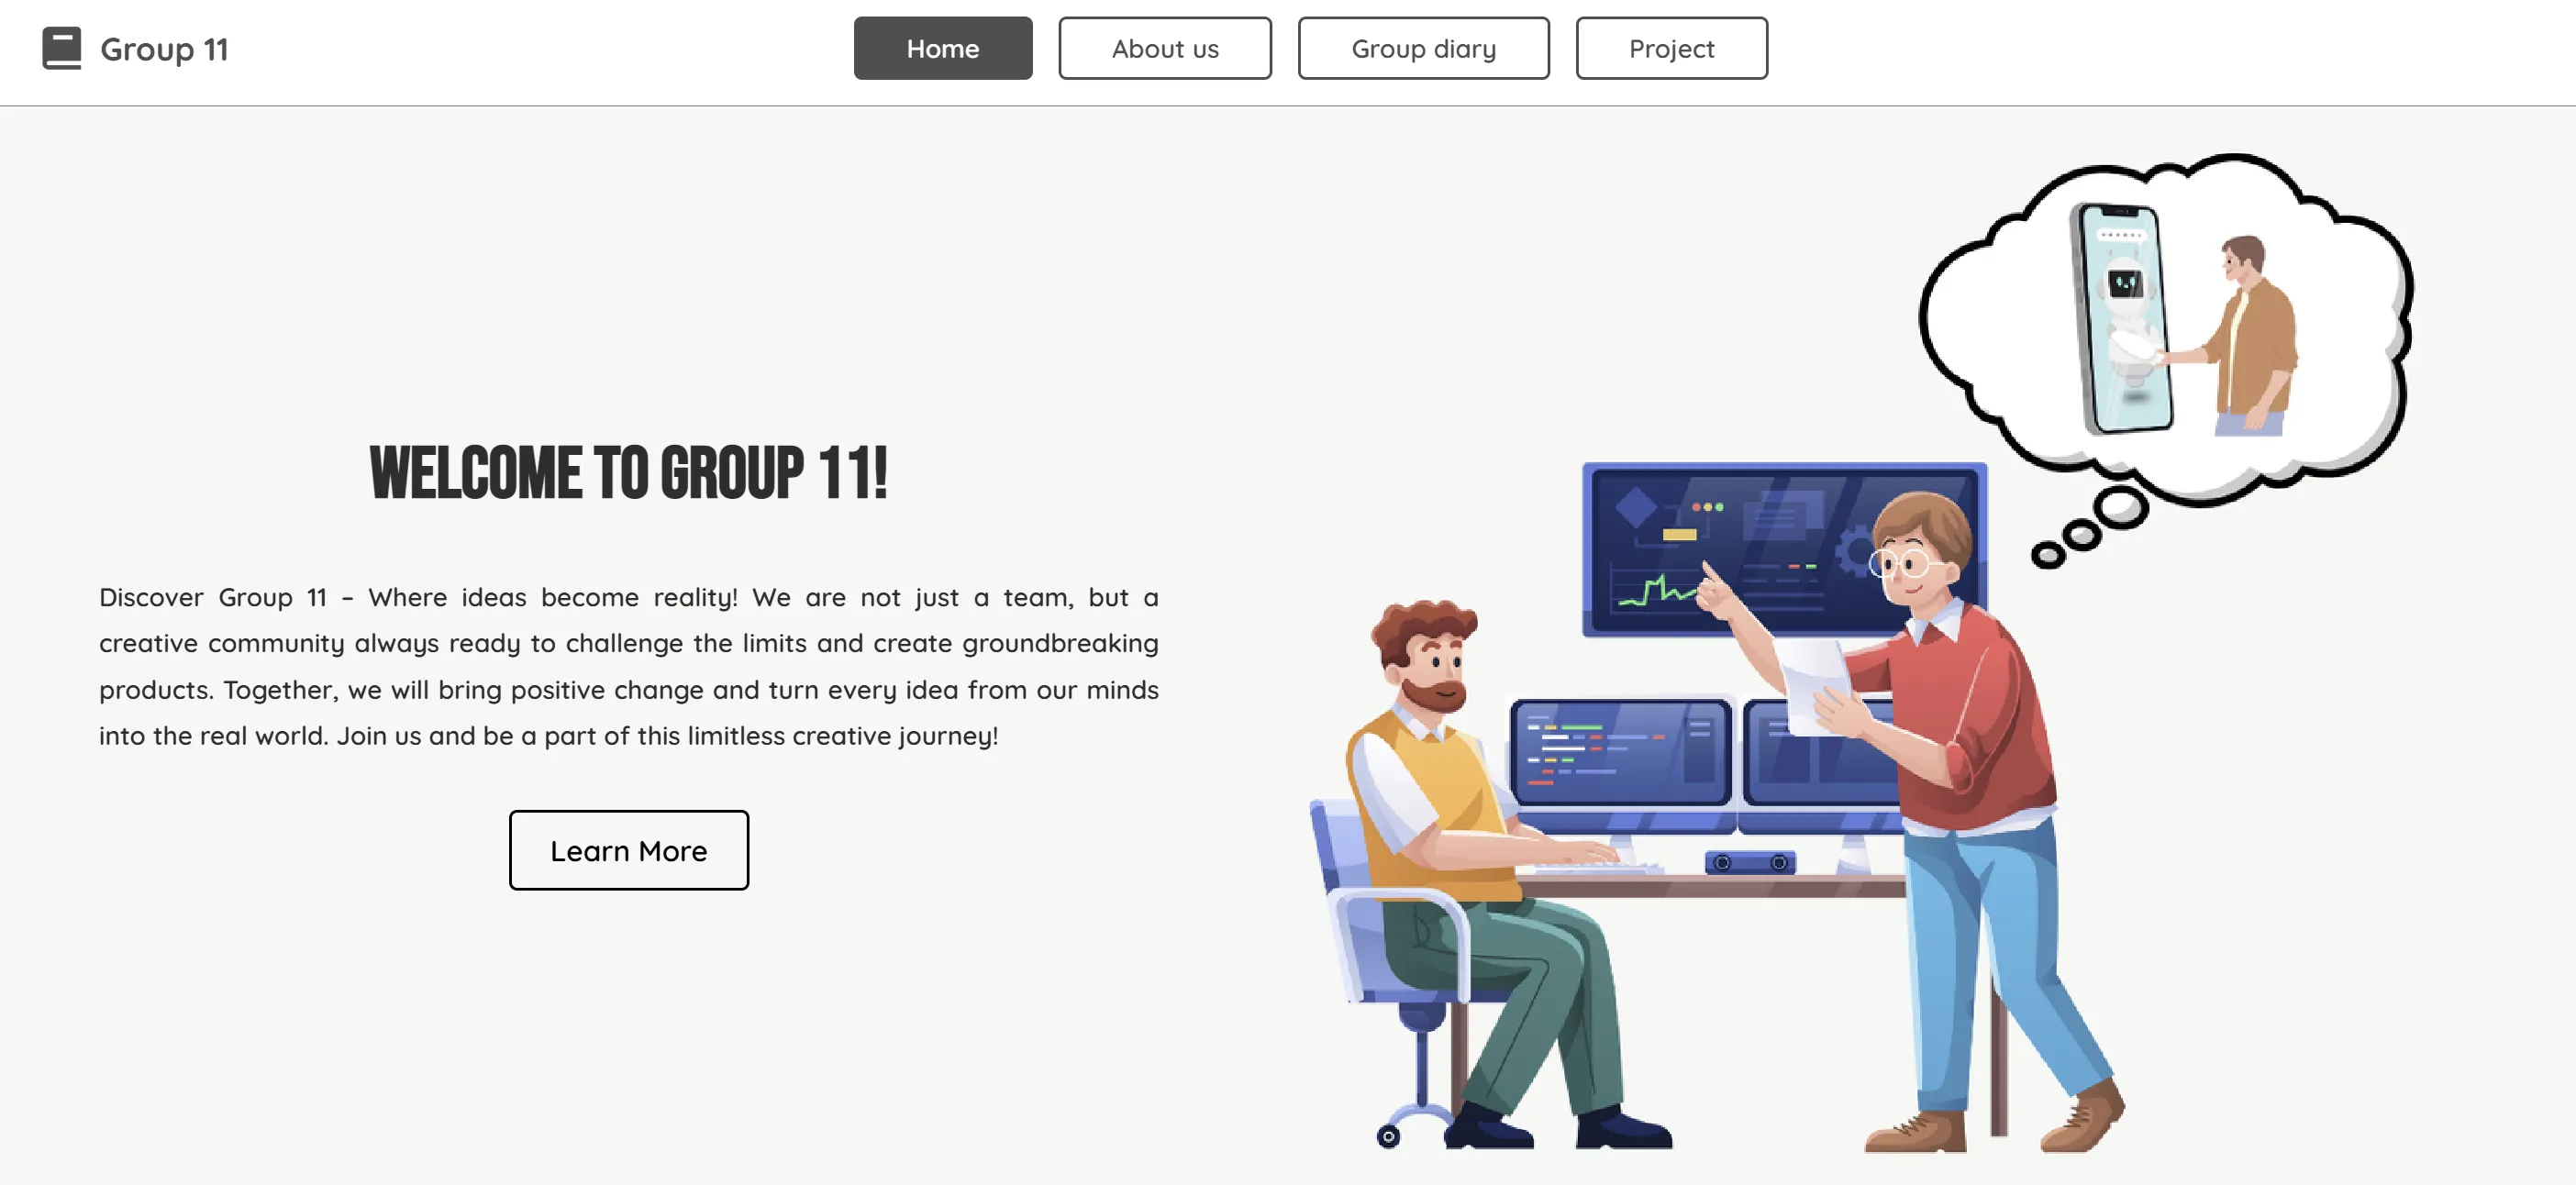 Group 11
Home
About us
Group diary
Project
WELCOME TO GROUP 11!
Discover Group 11 – Where ideas become reality! We are not just a team, but a
creative community always ready to challenge the limits and create groundbreaking
products. Together, we will bring positive change and turn every idea from our minds
into the real world. Join us and be a part of this limitless creative journey!
Learn More